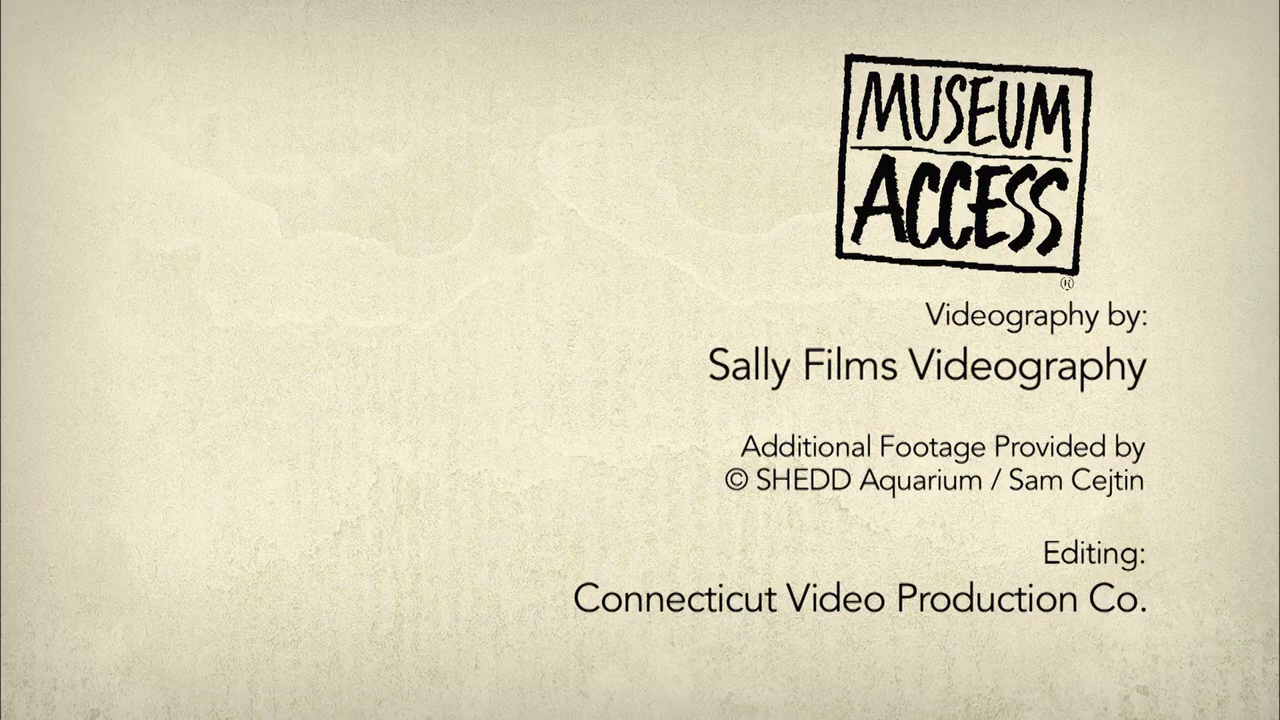 MUSEUM
ACCESS
®
Videography by:
Sally Films Videography
Additional Footage Provided by
© SHEDD Aquarium / Sam Cejtin
Editing:
Connecticut Video Production Co.